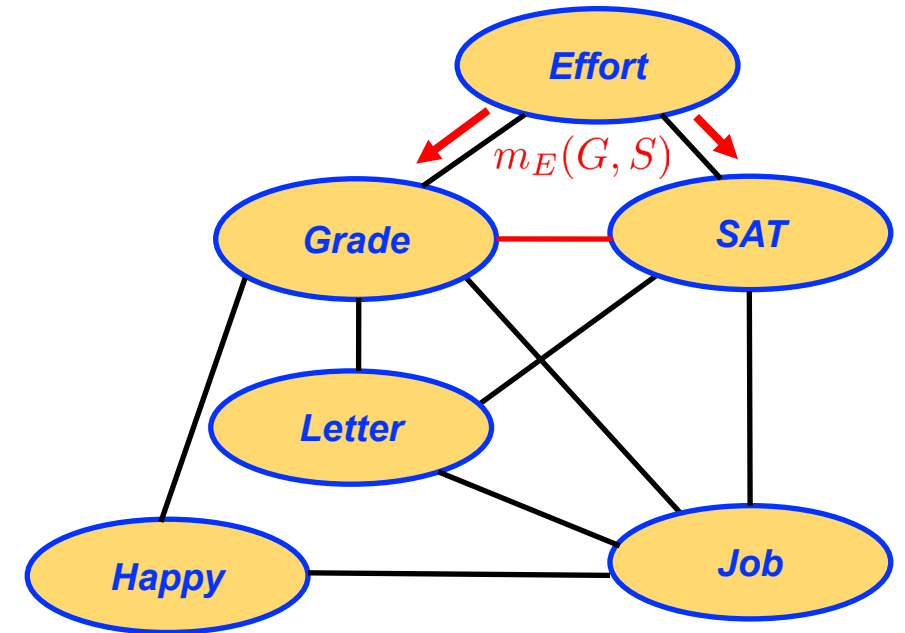 Effort
m_E(G, S)
Grade
SAT
Letter
Happy
Job